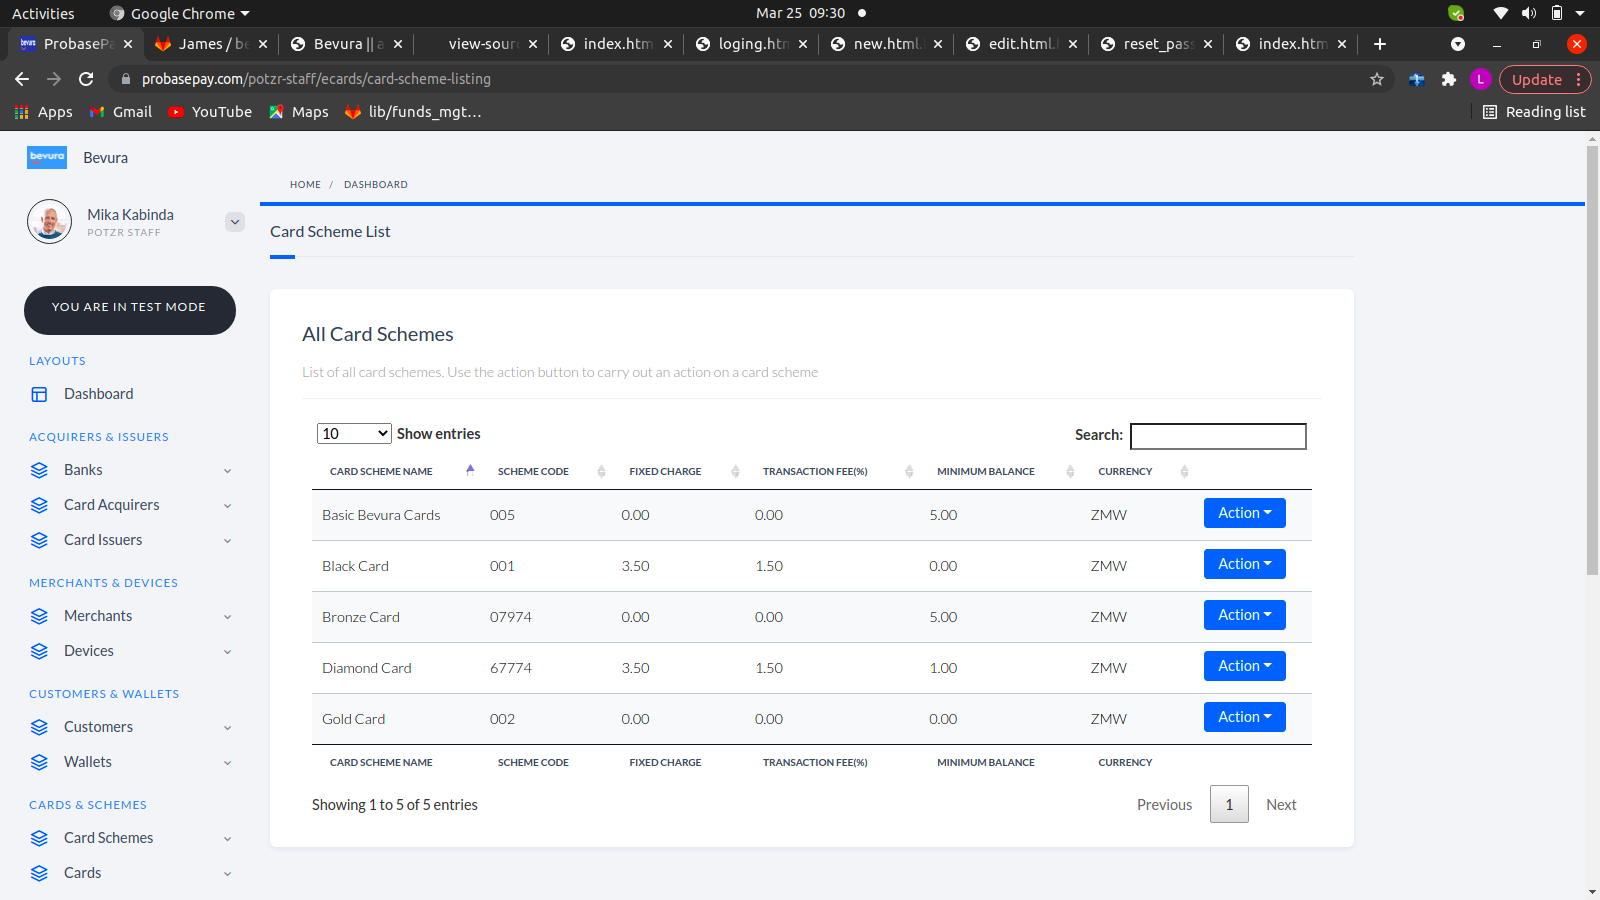 Activities Google Chrome Mar 25 09:30
ProbasePa James / be Bevura || a view-sour index.htm loging.htm new.html. edit.html. reset_pas index.htm
probasepay.com/potzr-staff/ecards/card-scheme-listing L Update
Apps Gmail YouTube Maps lib/funds_mgt... Reading list
bevura Bevura
HOME / DASHBOARD
Mika Kabinda
POTZR STAFF
Card Scheme List
YOU ARE IN TEST MODE
LAYOUTS
Dashboard
ACQUIRERS & ISSUERS
Banks
Card Acquirers
Card Issuers
MERCHANTS & DEVICES
Merchants
Devices
CUSTOMERS & WALLETS
Customers
Wallets
CARDS & SCHEMES
Card Schemes
Cards
All Card Schemes
List of all card schemes. Use the action button to carry out an action on a card scheme
10 Show entries Search:
CARD SCHEME NAME SCHEME CODE FIXED CHARGE TRANSACTION FEE(%) MINIMUM BALANCE CURRENCY
Basic Bevura Cards 005 0.00 0.00 5.00 ZMW Action
Black Card 001 3.50 1.50 0.00 ZMW Action
Bronze Card 07974 0.00 0.00 5.00 ZMW Action
Diamond Card 67774 3.50 1.50 1.00 ZMW Action
Gold Card 002 0.00 0.00 0.00 ZMW Action
CARD SCHEME NAME SCHEME CODE FIXED CHARGE TRANSACTION FEE(%) MINIMUM BALANCE CURRENCY
Showing 1 to 5 of 5 entries Previous 1 Next